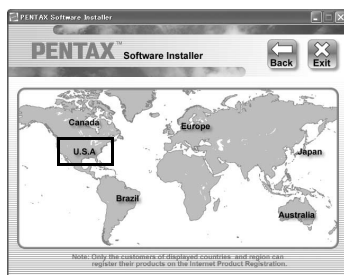 PENTAX Software Installer
PENTAX™ Software Installer
Back Exit
Canada
Europe
U.S.A
Japan
Brazil
Australia
Note: Only the customers of displayed countries and region can
register their products on the Internet Product Registration.